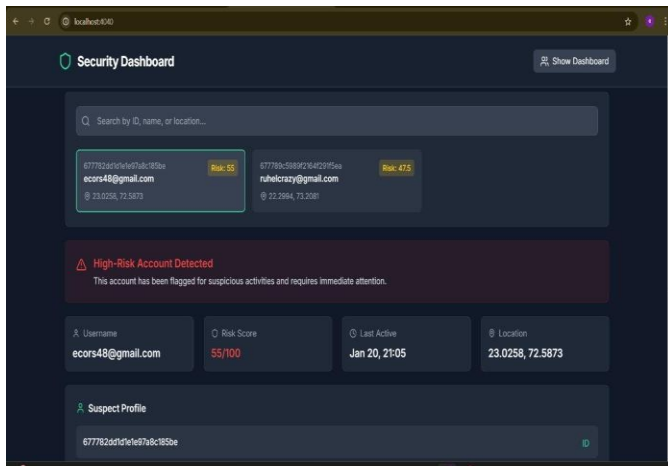 localhost:4040
Security Dashboard
Show Dashboard
Search by ID, name, or location...
677782dd1d1e1e97a8c185be
Risk: 55
ecors48@gmail.com
23.0258, 72.5873
677789c5989f2164f291f5ea
Risk: 47.5
ruhelcrazy@gmail.com
22.2994, 73.2081
High-Risk Account Detected
This account has been flagged for suspicious activities and requires immediate attention.
Username
ecors48@gmail.com
Risk Score
55/100
Last Active
Jan 20, 21:05
Location
23.0258, 72.5873
Suspect Profile
677782dd1d1e1e97a8c185be
ID